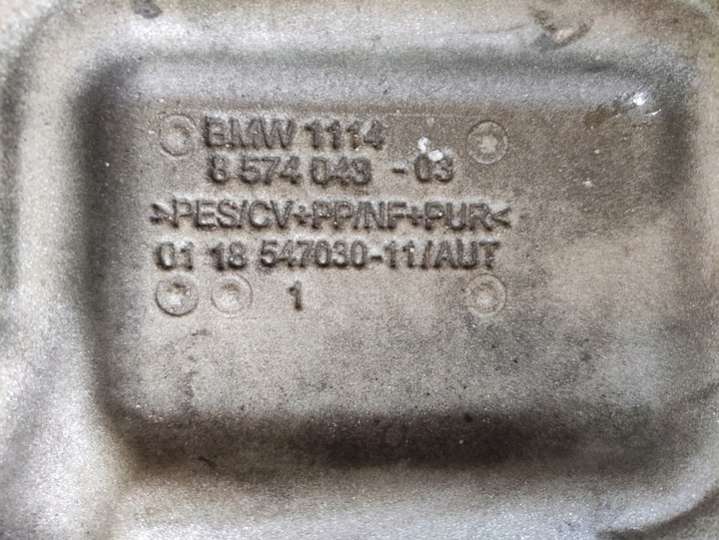 BMW 1114
8 574 043 - 03
>PES/CV+PP/NF+PUR<
01 18 547030-11/AUT
1